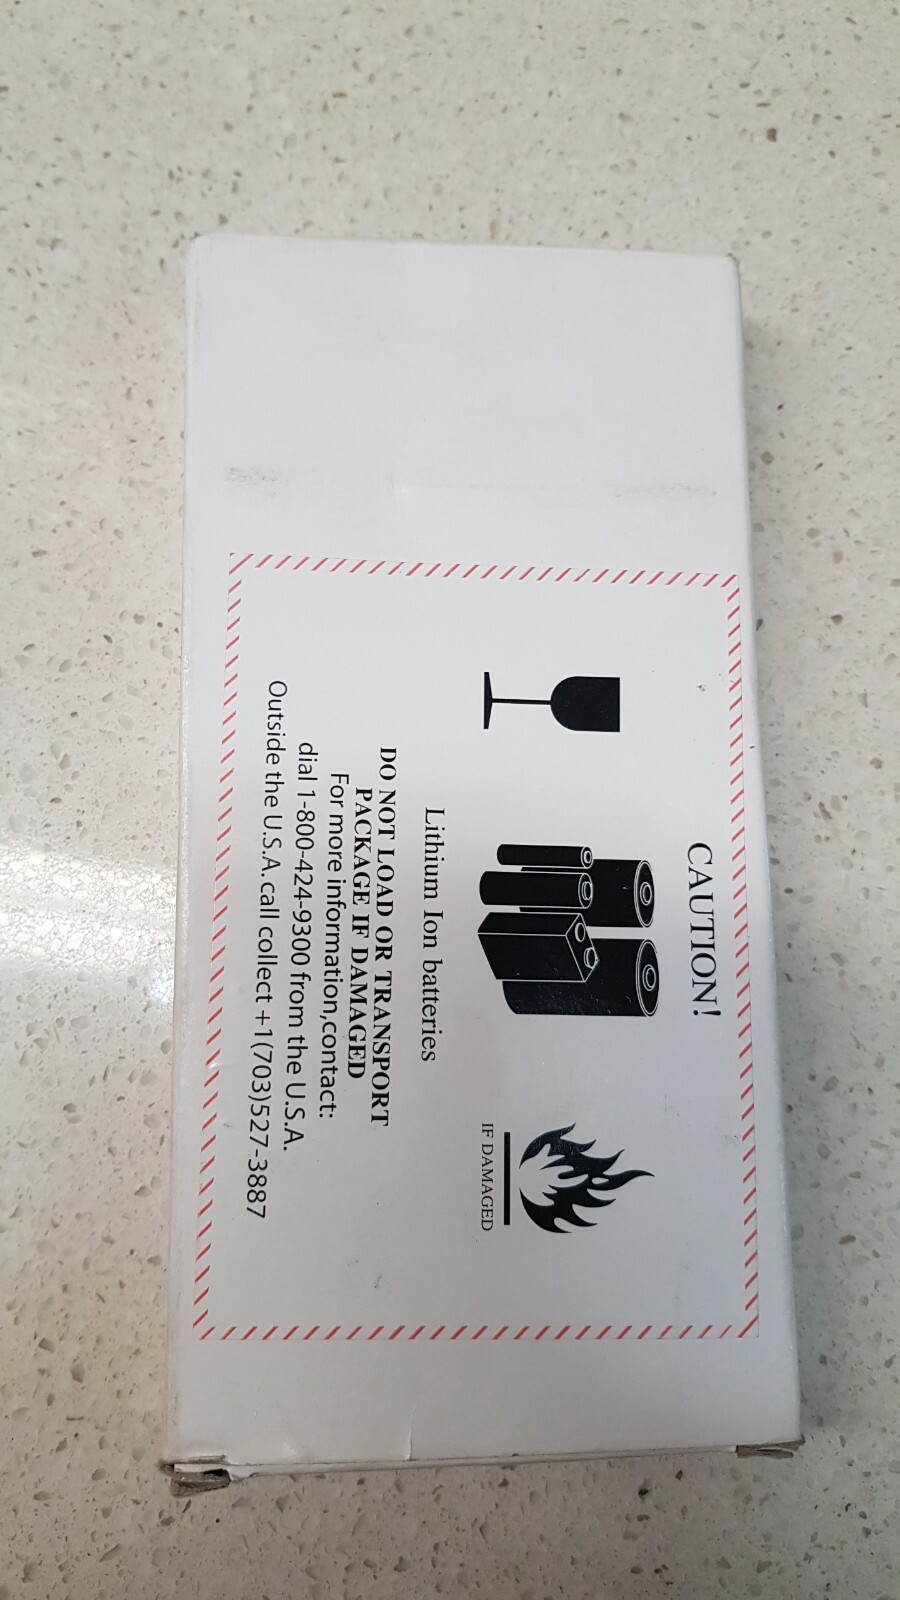 CAUTION!
IF DAMAGED
Lithium Ion batteries
DO NOT LOAD OR TRANSPORT
PACKAGE IF DAMAGED
For more information,contact:
dial 1-800-424-9300 from the U.S.A.
Outside the U.S.A.call collect +1(703)527-3887